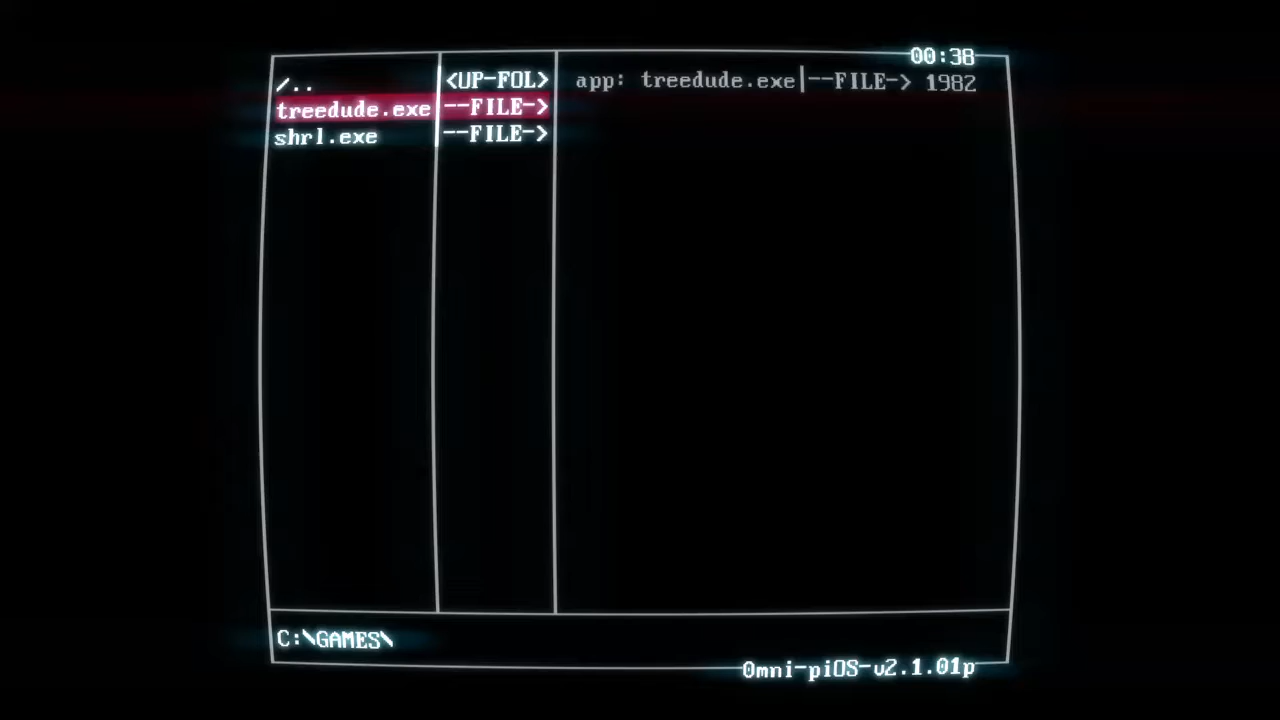 00:38
/.. <UP-FOL> app: treedude.exe|--FILE-> 1982
treedude.exe --FILE->
shrl.exe --FILE->
C:\GAMES\
0mni-piOS-v2.1.01p